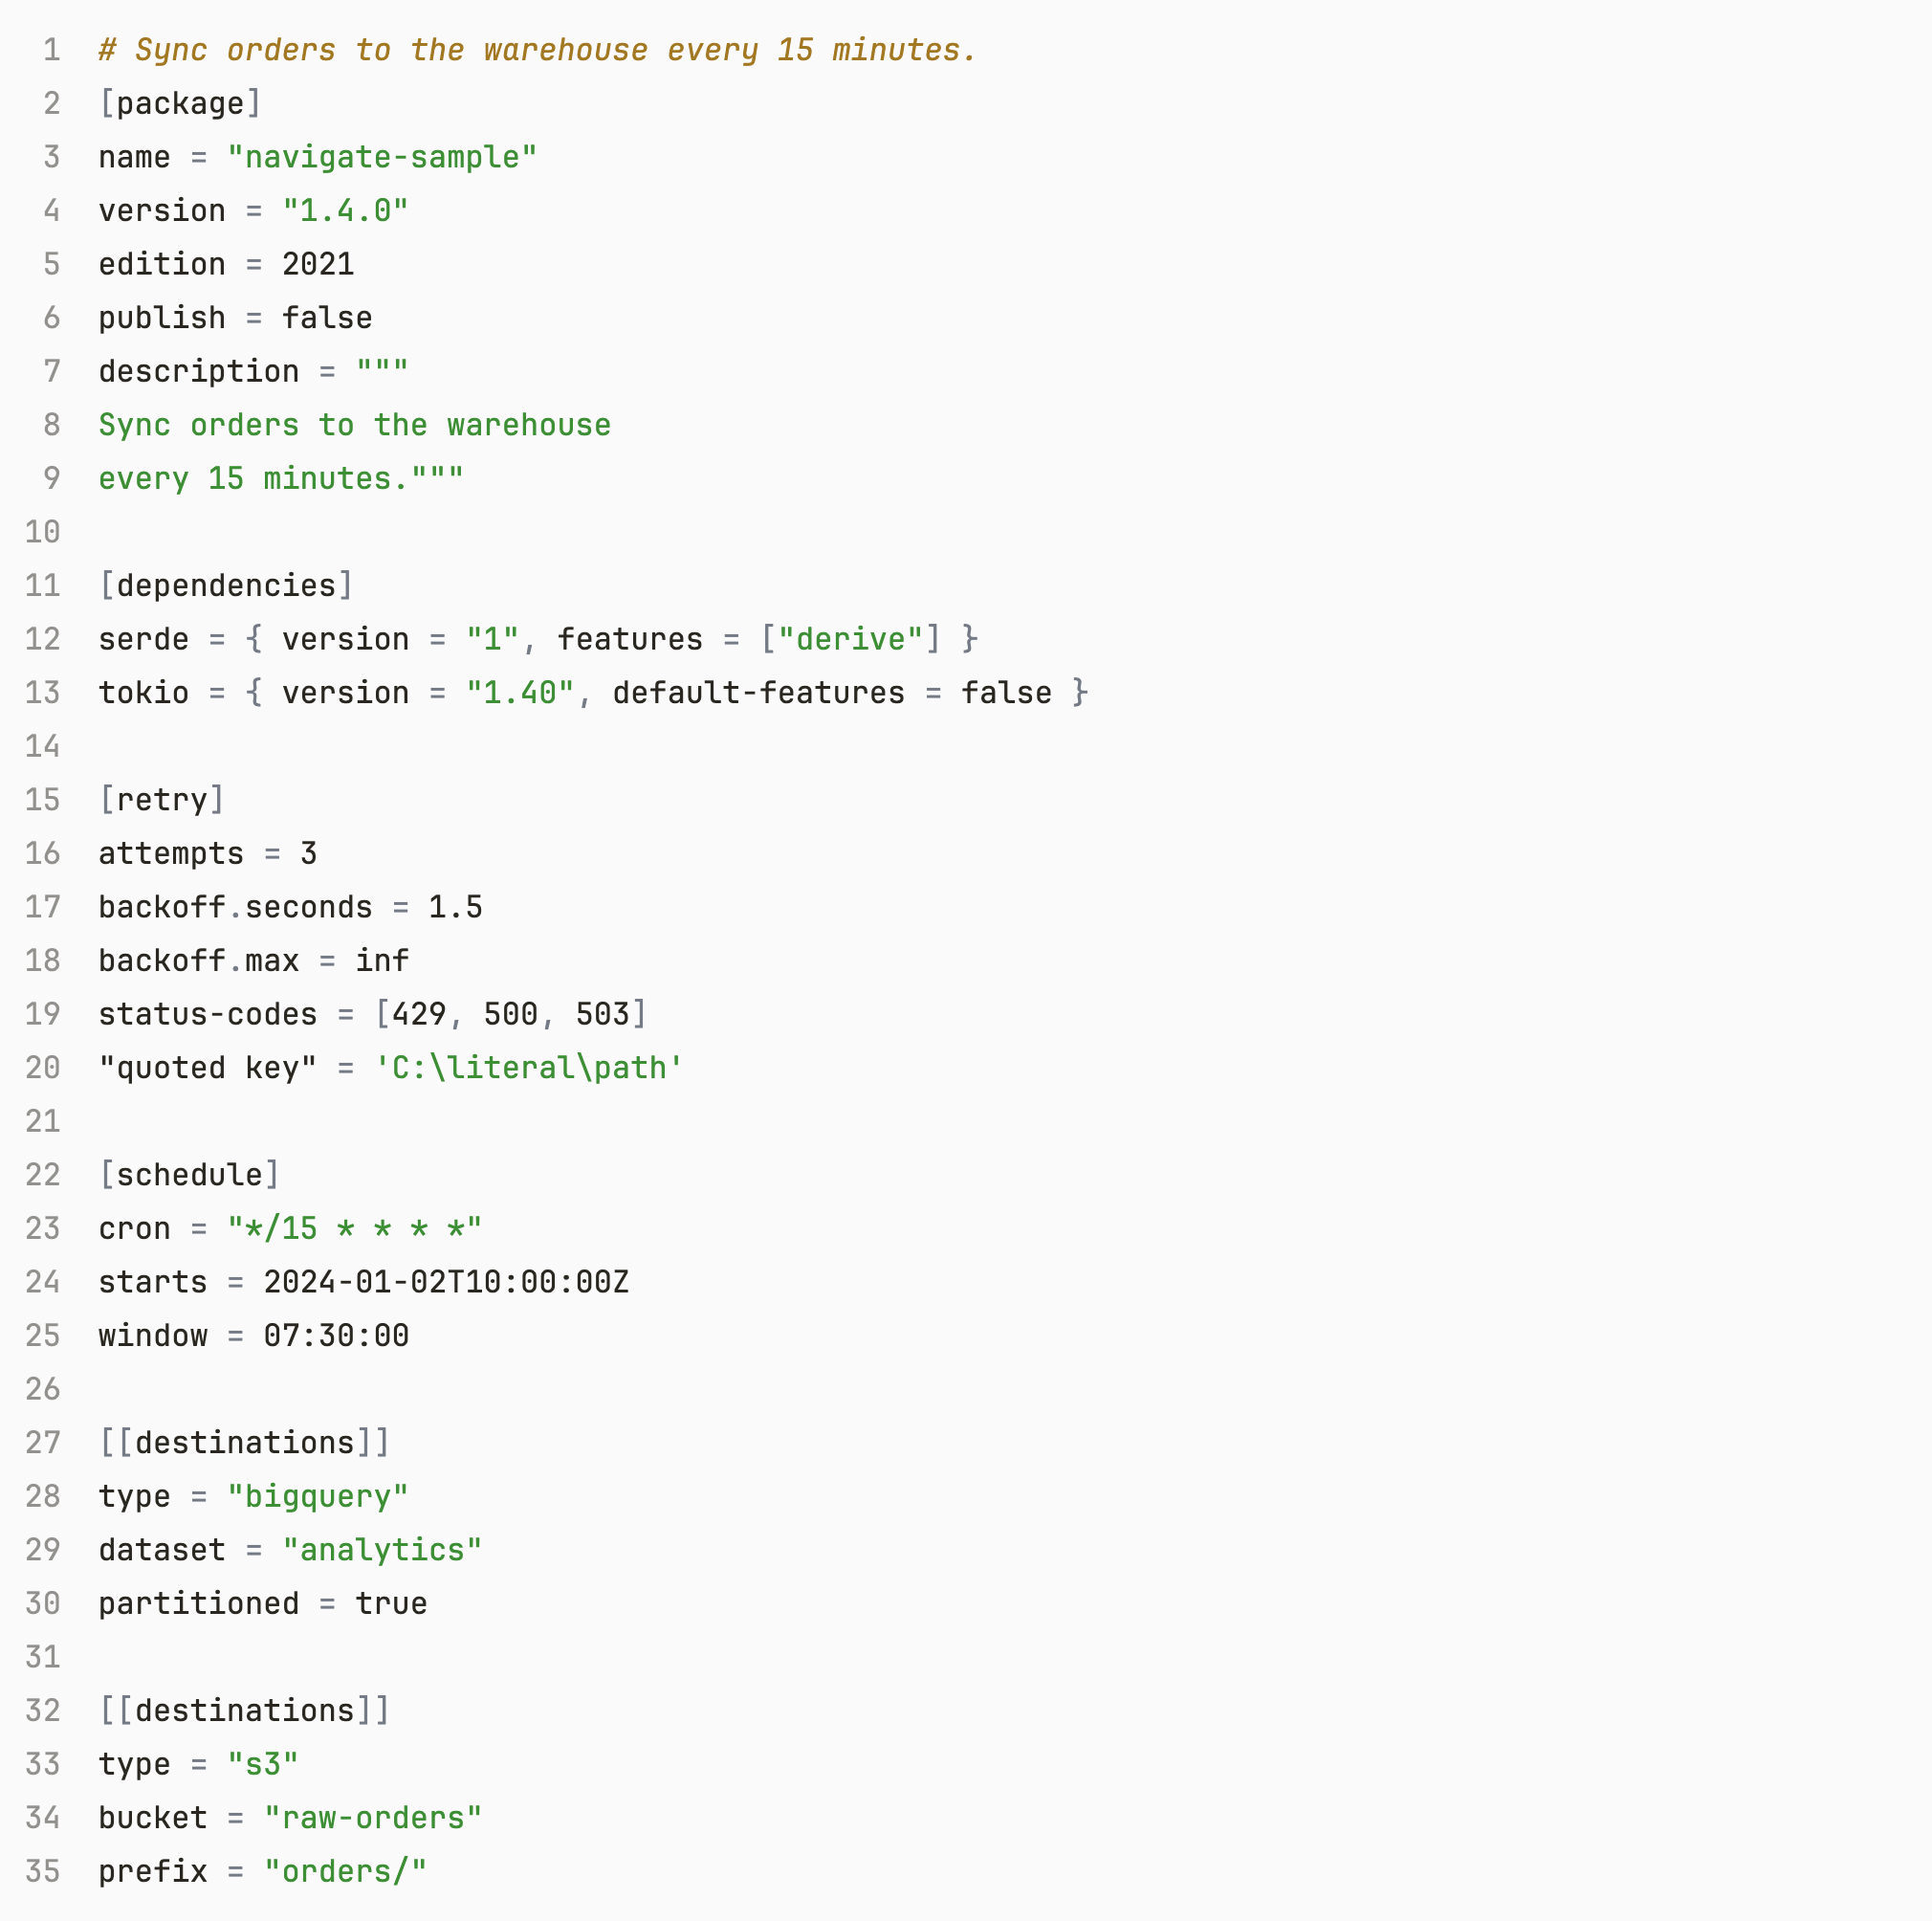 1 # Sync orders to the warehouse every 15 minutes.
2 [package]
3 name = "navigate-sample"
4 version = "1.4.0"
5 edition = 2021
6 publish = false
7 description = """
8 Sync orders to the warehouse
9 every 15 minutes."""
10
11 [dependencies]
12 serde = { version = "1", features = ["derive"] }
13 tokio = { version = "1.40", default-features = false }
14
15 [retry]
16 attempts = 3
17 backoff.seconds = 1.5
18 backoff.max = inf
19 status-codes = [429, 500, 503]
20 "quoted key" = 'C:\literal\path'
21
22 [schedule]
23 cron = "*/15 * * * *"
24 starts = 2024-01-02T10:00:00Z
25 window = 07:30:00
26
27 [[destinations]]
28 type = "bigquery"
29 dataset = "analytics"
30 partitioned = true
31
32 [[destinations]]
33 type = "s3"
34 bucket = "raw-orders"
35 prefix = "orders/"